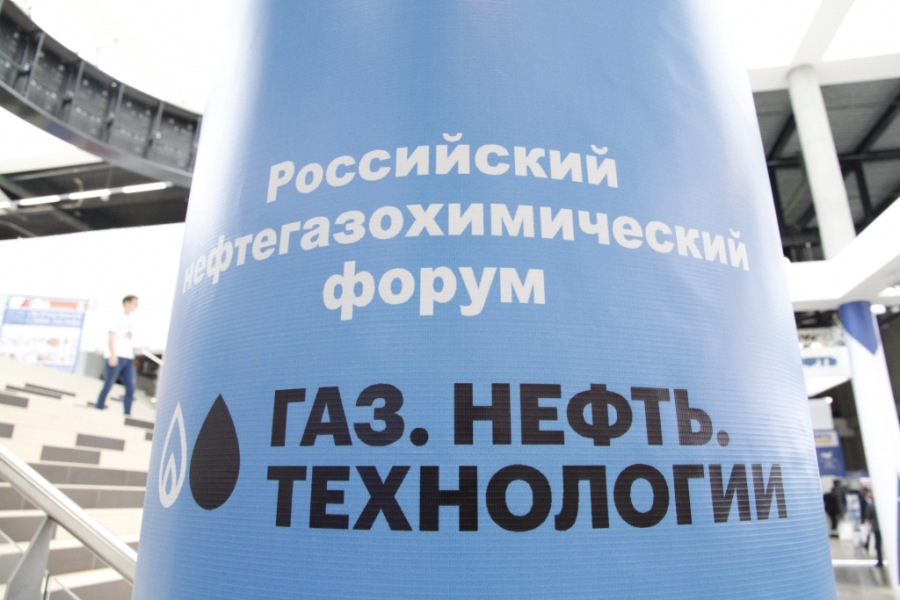 Российский
нефтегазохимический
форум
ГАЗ. НЕФТЬ.
ТЕХНОЛОГИИ